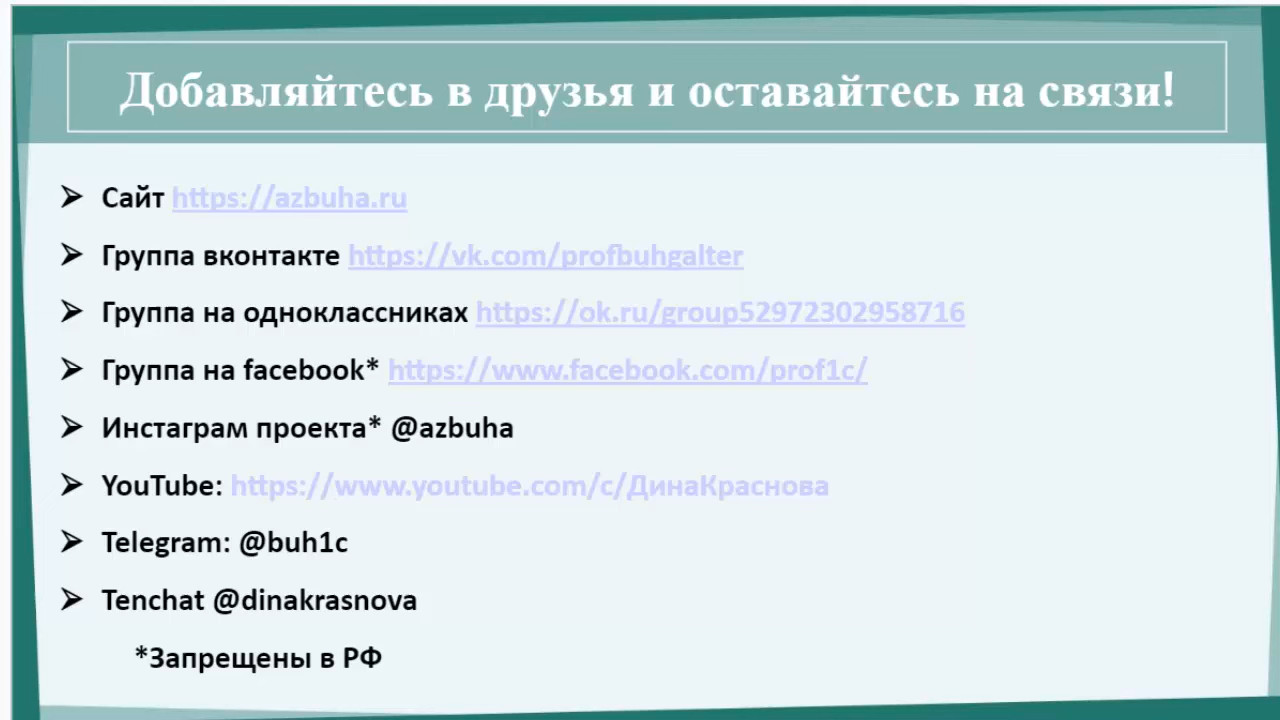 Добавляйтесь в друзья и оставайтесь на связи!
Сайт https://azbuha.ru
Группа вконтакте https://vk.com/profbuhgalter
Группа на одноклассниках https://ok.ru/group52972302958716
Группа на facebook* https://www.facebook.com/prof1c/
Инстаграм проекта* @azbuha
YouTube: https://www.youtube.com/c/ДинаКраснова
Telegram: @buh1c
Tenchat @dinakrasnova
*Запрещены в РФ